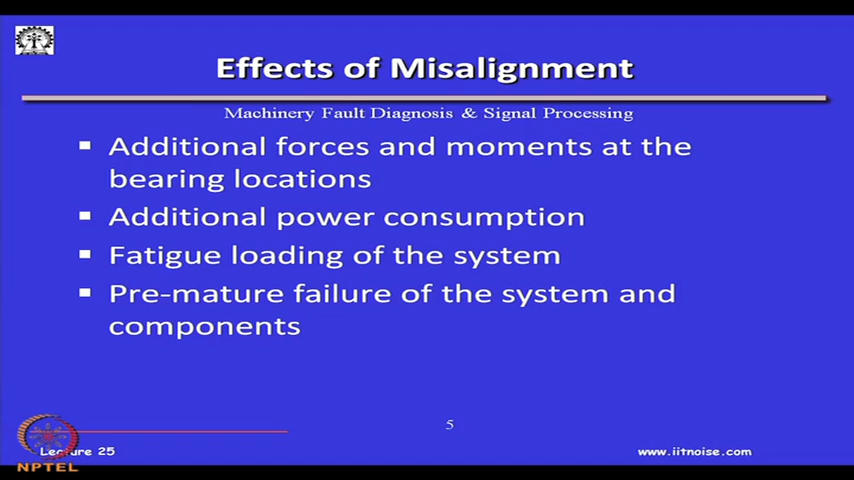 Effects of Misalignment
Machinery Fault Diagnosis & Signal Processing
▪ Additional forces and moments at the
bearing locations
▪ Additional power consumption
▪ Fatigue loading of the system
▪ Pre-mature failure of the system and
components
5
Lecture 25
www.iitnoise.com
NPTEL